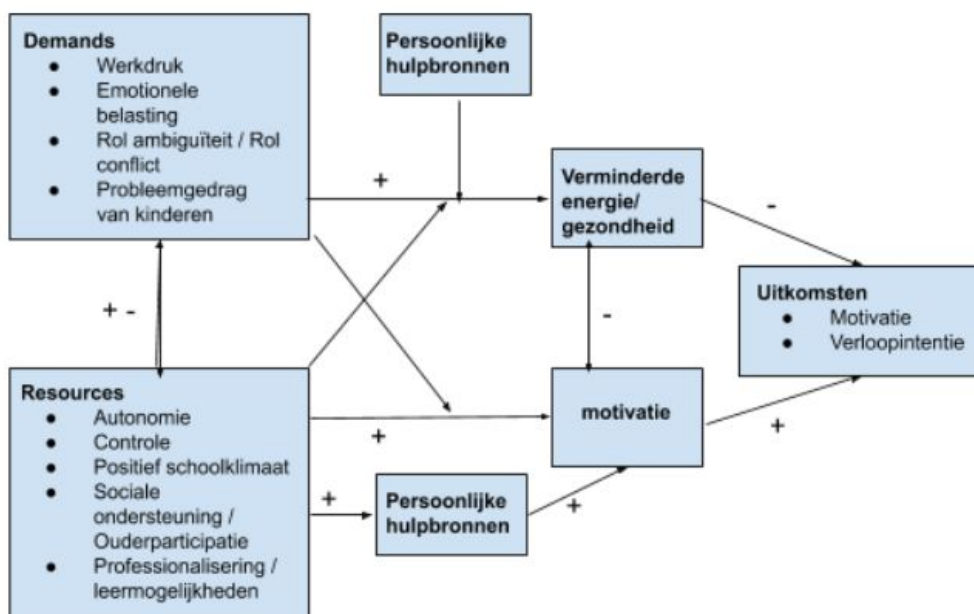 Demands
● Werkdruk
● Emotionele
belasting
● Rol ambiguïteit / Rol
conflict
● Probleemgedrag
van kinderen
Persoonlijke
hulpbronnen
+
Verminderde
energie/
gezondheid
-
+ -
-
Uitkomsten
● Motivatie
● Verloopintentie
Resources
● Autonomie
● Controle
● Positief schoolklimaat
● Sociale
ondersteuning /
Ouderparticipatie
● Professionalisering /
leermogelijkheden
+
motivatie
+
+
Persoonlijke
hulpbronnen
+